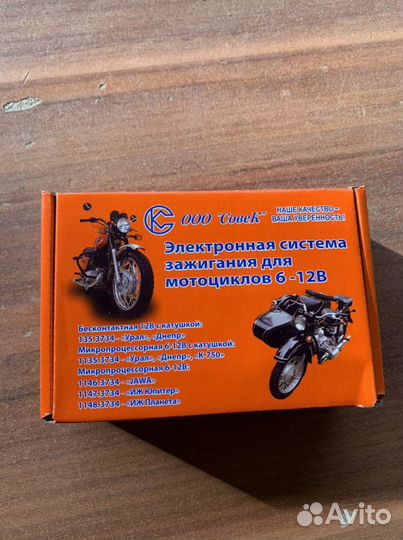 СК ООО "СовеК"
НАШЕ КАЧЕСТВО –
ВАША УВЕРЕННОСТЬ!
Электронная система
зажигания для
мотоциклов 6 -12В
Бесконтактная 12В с катушкой:
135.3734 - «Урал», «Днепр»
Микропроцессорная 6-12В с катушкой:
1135.3734 - «Урал», «Днепр», «К-750»
Микропроцессорная 6-12В:
1146.3734 - «JAWA»
1147.3734 - «ИЖ Юпитер»
1148.3734 - «ИЖ Планета»
Avito